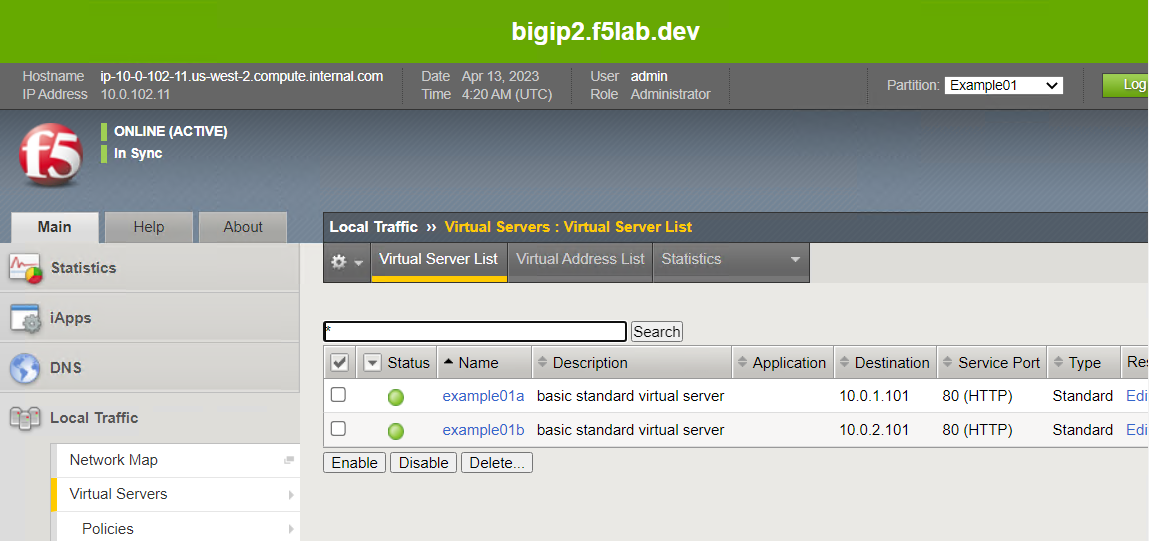 bigip2.f5lab.dev
Hostname ip-10-0-102-11.us-west-2.compute.internal.com Date Apr 13, 2023 User admin
IP Address 10.0.102.11 Time 4:20 AM (UTC) Role Administrator
Partition: Example01 Log
f5
ONLINE (ACTIVE)
In Sync
Main Help About
Local Traffic ›› Virtual Servers : Virtual Server List
Virtual Server List Virtual Address List Statistics
Statistics
iApps
DNS
Local Traffic
Network Map
Virtual Servers
Policies
* Search
Status Name Description Application Destination Service Port Type Res
example01a basic standard virtual server 10.0.1.101 80 (HTTP) Standard Edi
example01b basic standard virtual server 10.0.2.101 80 (HTTP) Standard Edi
Enable Disable Delete...